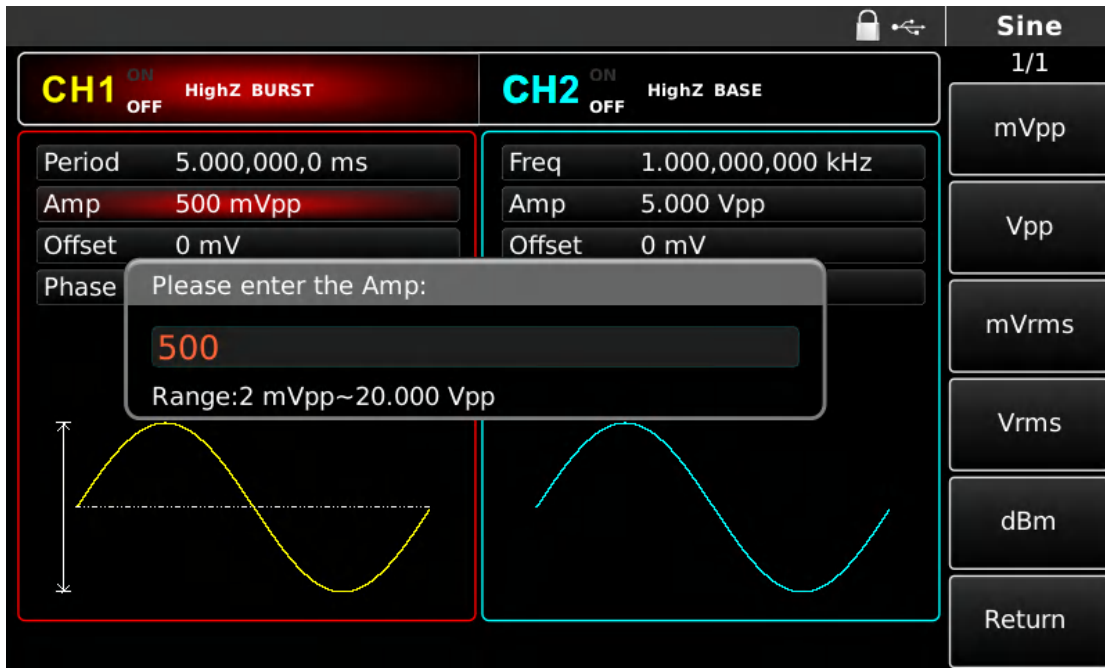 Sine
1/1
CH1 ON OFF HighZ BURST
CH2 ON OFF HighZ BASE
Period 5.000,000,0 ms
Amp 500 mVpp
Offset 0 mV
Phase
Freq 1.000,000,000 kHz
Amp 5.000 Vpp
Offset 0 mV
Please enter the Amp:
500
Range:2 mVpp~20.000 Vpp
mVpp
Vpp
mVrms
Vrms
dBm
Return